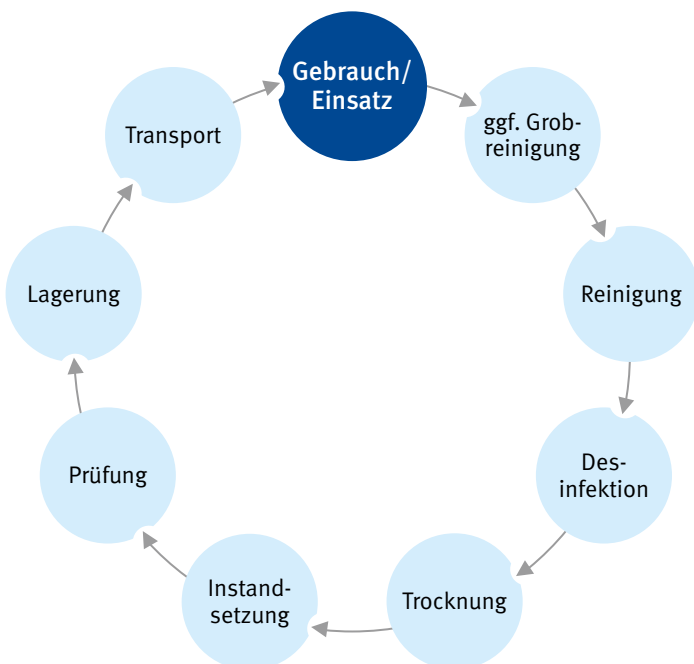 Gebrauch/
Einsatz
ggf. Grob-
reinigung
Reinigung
Des-
infektion
Trocknung
Instand-
setzung
Prüfung
Lagerung
Transport